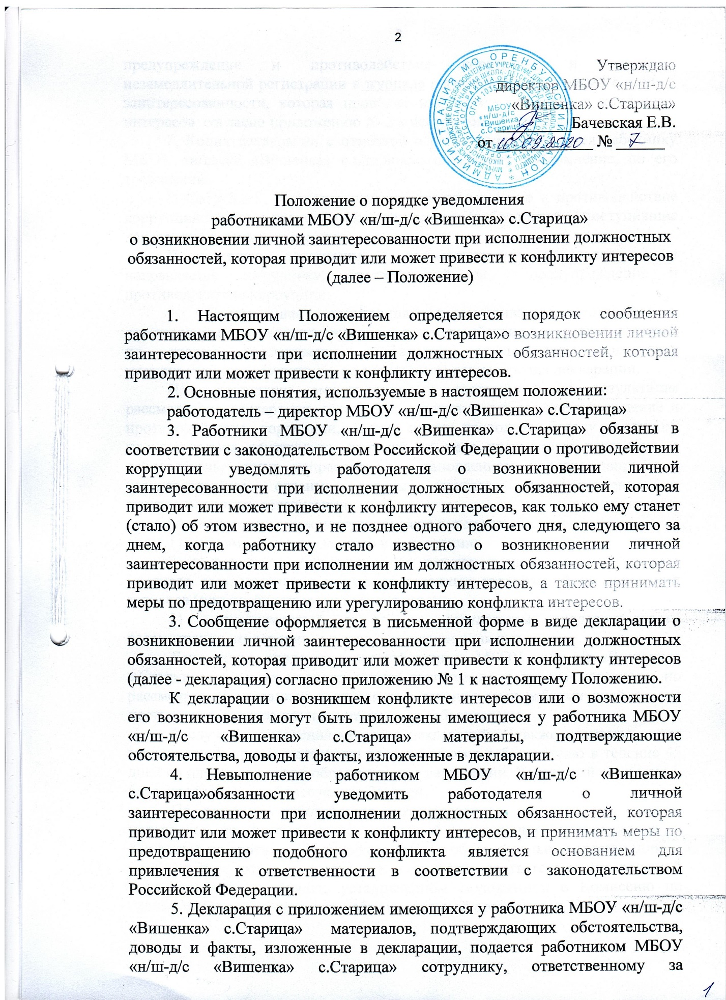 2
Утверждаю
директор МБОУ «н/ш-д/с
«Вишенка» с.Старица»
Бачевская Е.В.
от 10.09.2020 № 7
АДМИНИСТРАЦИЯ МО ОРЕНБУРГСКИЙ РАЙОН
МБОУ
«н/ш-д/с
«Вишенка
с.Старица»
Положение о порядке уведомления
работниками МБОУ «н/ш-д/с «Вишенка» с.Старица»
о возникновении личной заинтересованности при исполнении должностных
обязанностей, которая приводит или может привести к конфликту интересов
(далее – Положение)
1. Настоящим Положением определяется порядок сообщения
работниками МБОУ «н/ш-д/с «Вишенка» с.Старица»о возникновении личной
заинтересованности при исполнении должностных обязанностей, которая
приводит или может привести к конфликту интересов.
2. Основные понятия, используемые в настоящем положении:
работодатель – директор МБОУ «н/ш-д/с «Вишенка» с.Старица»
3. Работники МБОУ «н/ш-д/с «Вишенка» с.Старица» обязаны в
соответствии с законодательством Российской Федерации о противодействии
коррупции уведомлять работодателя о возникновении личной
заинтересованности при исполнении должностных обязанностей, которая
приводит или может привести к конфликту интересов, как только ему станет
(стало) об этом известно, и не позднее одного рабочего дня, следующего за
днем, когда работнику стало известно о возникновении личной
заинтересованности при исполнении им должностных обязанностей, которая
приводит или может привести к конфликту интересов, а также принимать
меры по предотвращению или урегулированию конфликта интересов.
3. Сообщение оформляется в письменной форме в виде декларации о
возникновении личной заинтересованности при исполнении должностных
обязанностей, которая приводит или может привести к конфликту интересов
(далее - декларация) согласно приложению № 1 к настоящему Положению.
К декларации о возникшем конфликте интересов или о возможности
его возникновения могут быть приложены имеющиеся у работника МБОУ
«н/ш-д/с «Вишенка» с.Старица» материалы, подтверждающие
обстоятельства, доводы и факты, изложенные в декларации.
4. Невыполнение работником МБОУ «н/ш-д/с «Вишенка»
с.Старица»обязанности уведомить работодателя о личной
заинтересованности при исполнении должностных обязанностей, которая
приводит или может привести к конфликту интересов, и принимать меры по
предотвращению подобного конфликта является основанием для
привлечения к ответственности в соответствии с законодательством
Российской Федерации.
5. Декларация с приложением имеющихся у работника МБОУ «н/ш-д/с
«Вишенка» с.Старица» материалов, подтверждающих обстоятельства,
доводы и факты, изложенные в декларации, подается работником МБОУ
«н/ш-д/с «Вишенка» с.Старица» сотруднику, ответственному за
1